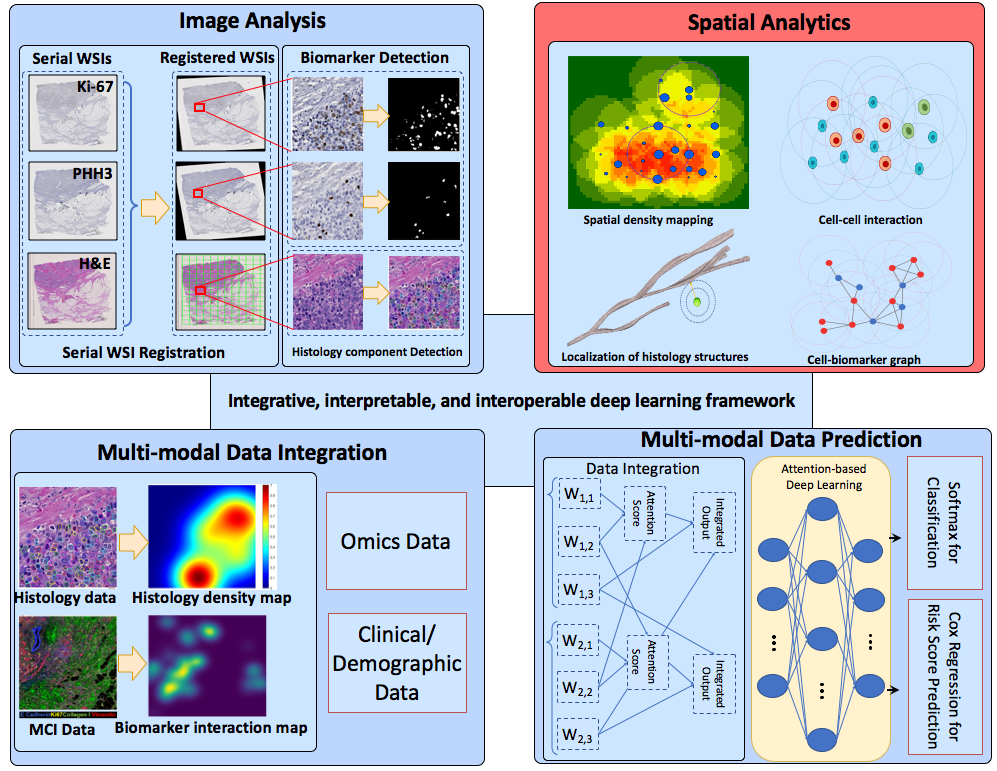 Image Analysis
Serial WSIs
Registered WSIs
Biomarker Detection
Ki-67
PHH3
H&E
Serial WSI Registration
Histology component Detection
Spatial Analytics
Spatial density mapping
Cell-cell interaction
Localization of histology structures
Cell-biomarker graph
Integrative, interpretable, and interoperable deep learning framework
Multi-modal Data Integration
Histology data
Histology density map
MCI Data
Biomarker interaction map
Omics Data
Clinical/
Demographic
Data
Multi-modal Data Prediction
Data Integration
W1,1
W1,2
W1,3
W2,1
W2,2
W2,3
Attention
Score
Integrated
Output
Attention
Score
Integrated
Output
Attention-based
Deep Learning
Softmax for
Classification
Cox Regression for
Risk Score Prediction